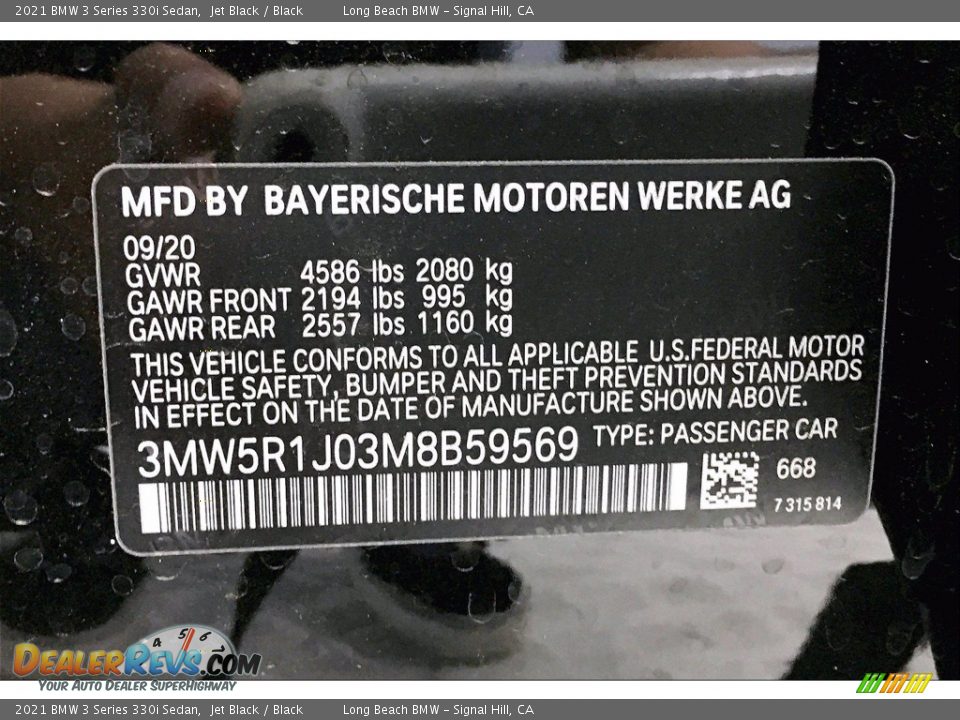 2021 BMW 3 Series 330i Sedan, Jet Black / Black Long Beach BMW - Signal Hill, CA
MFD BY BAYERISCHE MOTOREN WERKE AG
09/20
GVWR 4586 lbs 2080 kg
GAWR FRONT 2194 lbs 995 kg
GAWR REAR 2557 lbs 1160 kg
THIS VEHICLE CONFORMS TO ALL APPLICABLE U.S.FEDERAL MOTOR
VEHICLE SAFETY, BUMPER AND THEFT PREVENTION STANDARDS
IN EFFECT ON THE DATE OF MANUFACTURE SHOWN ABOVE.
3MW5R1J03M8B59569 TYPE: PASSENGER CAR
668
7 315 814
4 5 6 7
DEALERREVS.COM
YOUR AUTO DEALER SUPERHIGHWAY
2021 BMW 3 Series 330i Sedan, Jet Black / Black Long Beach BMW - Signal Hill, CA